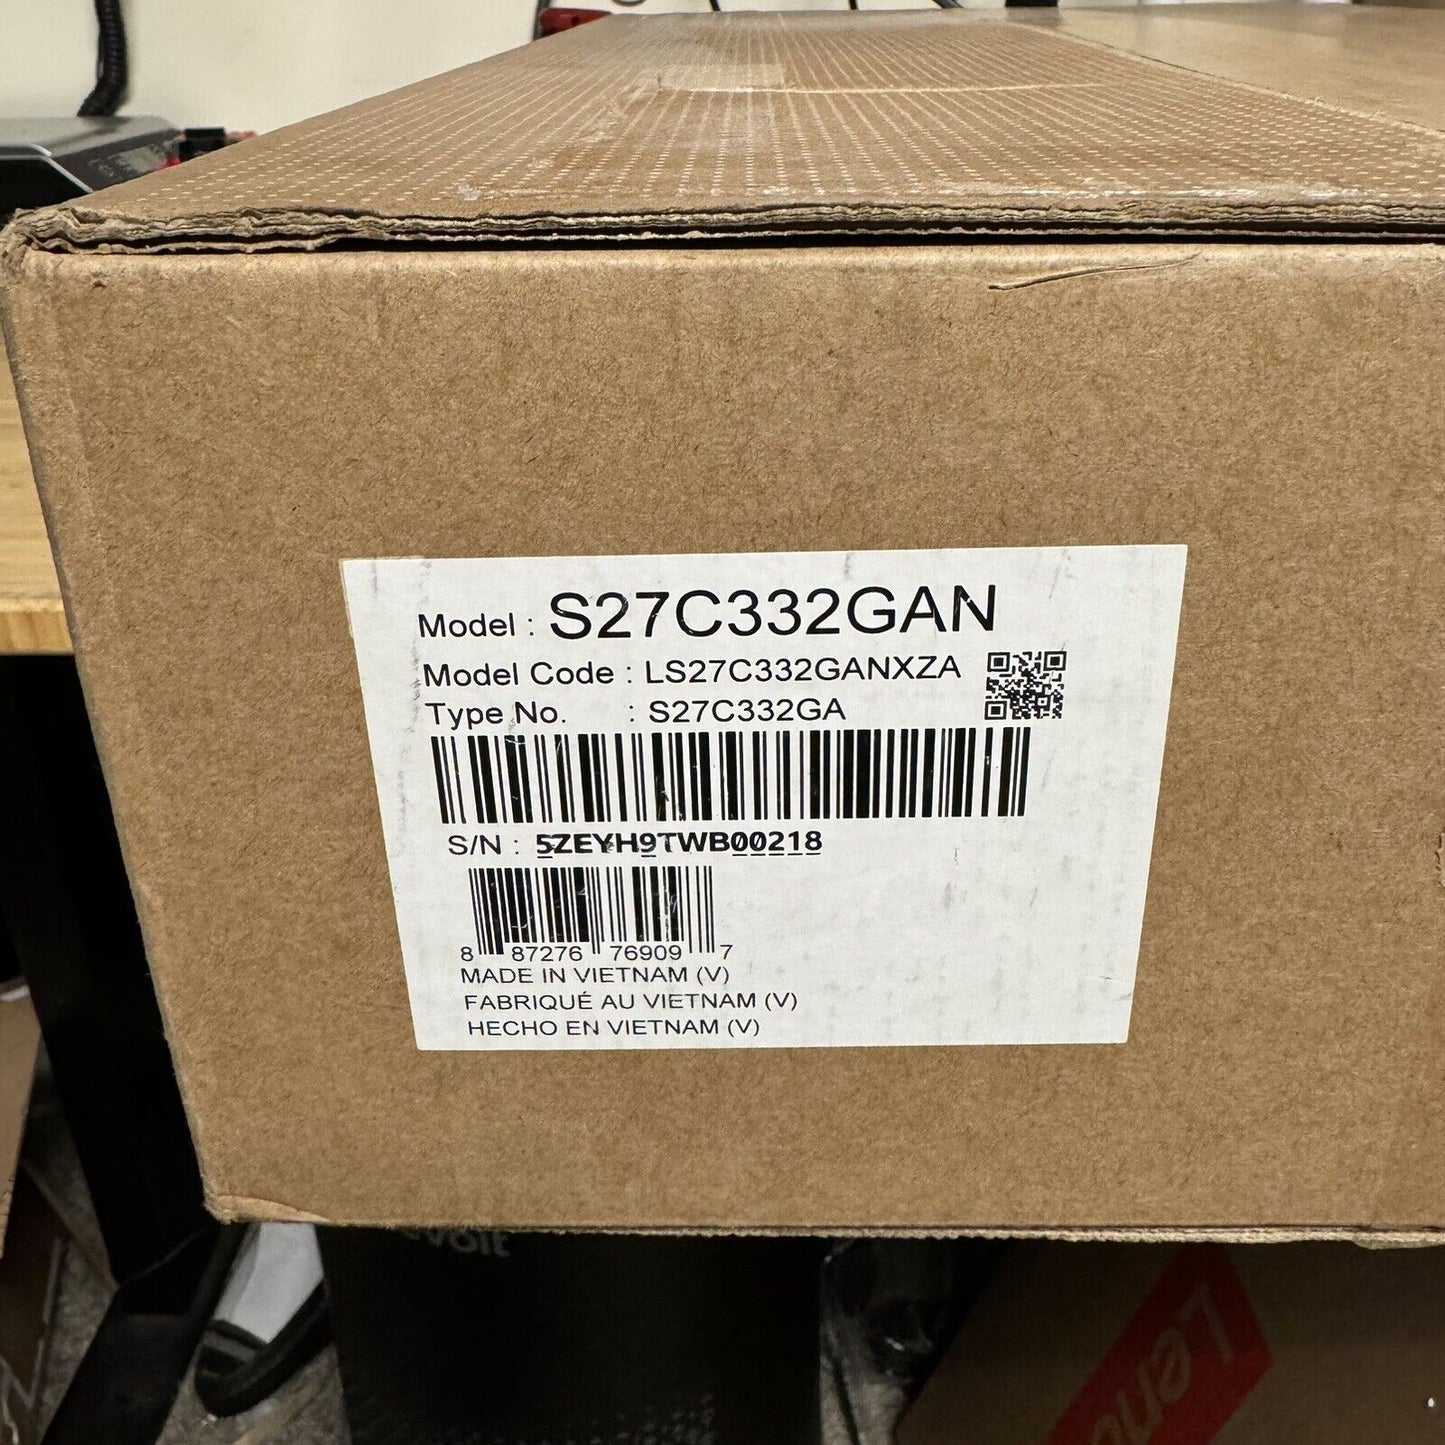 Model : S27C332GAN
Model Code : LS27C332GANXZA
Type No. : S27C332GA
S/N : 5ZEYH9TWB00218
8 87276 76909 7
MADE IN VIETNAM (V)
FABRIQUÉ AU VIETNAM (V)
HECHO EN VIETNAM (V)
Leno